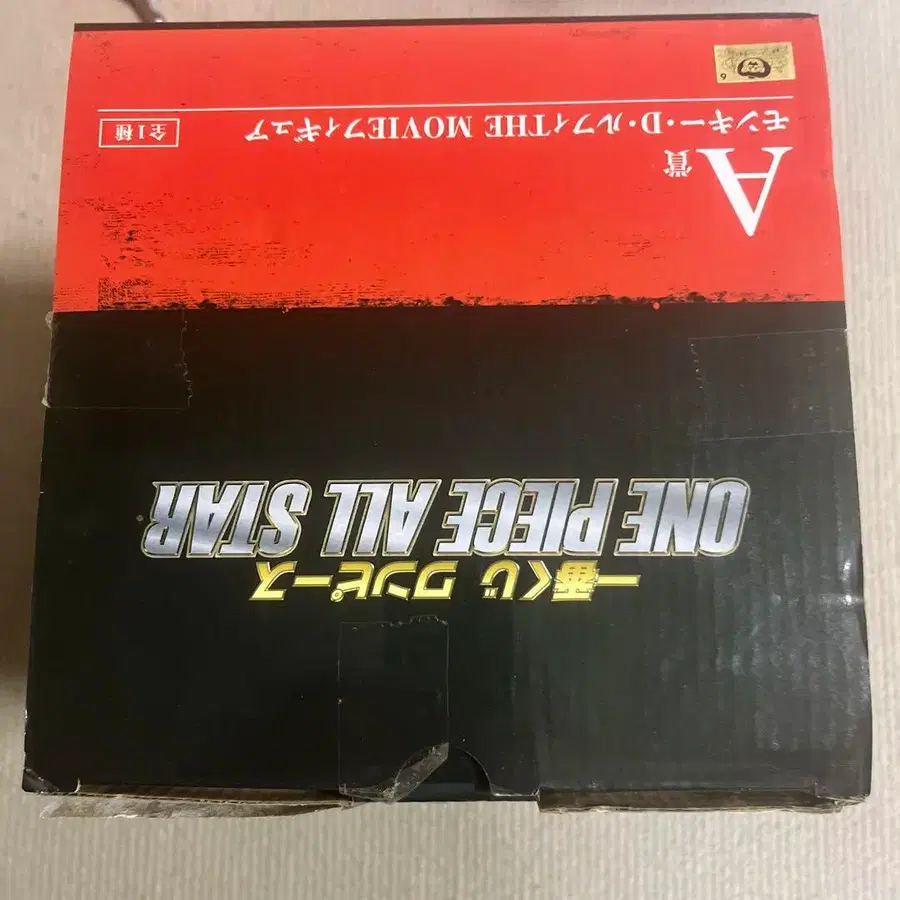 一番くじ ワンピース
ONE PIECE ALL STAR
A賞
モンキー・D・ルフィTHE MOVIEフィギュア
全1種
6